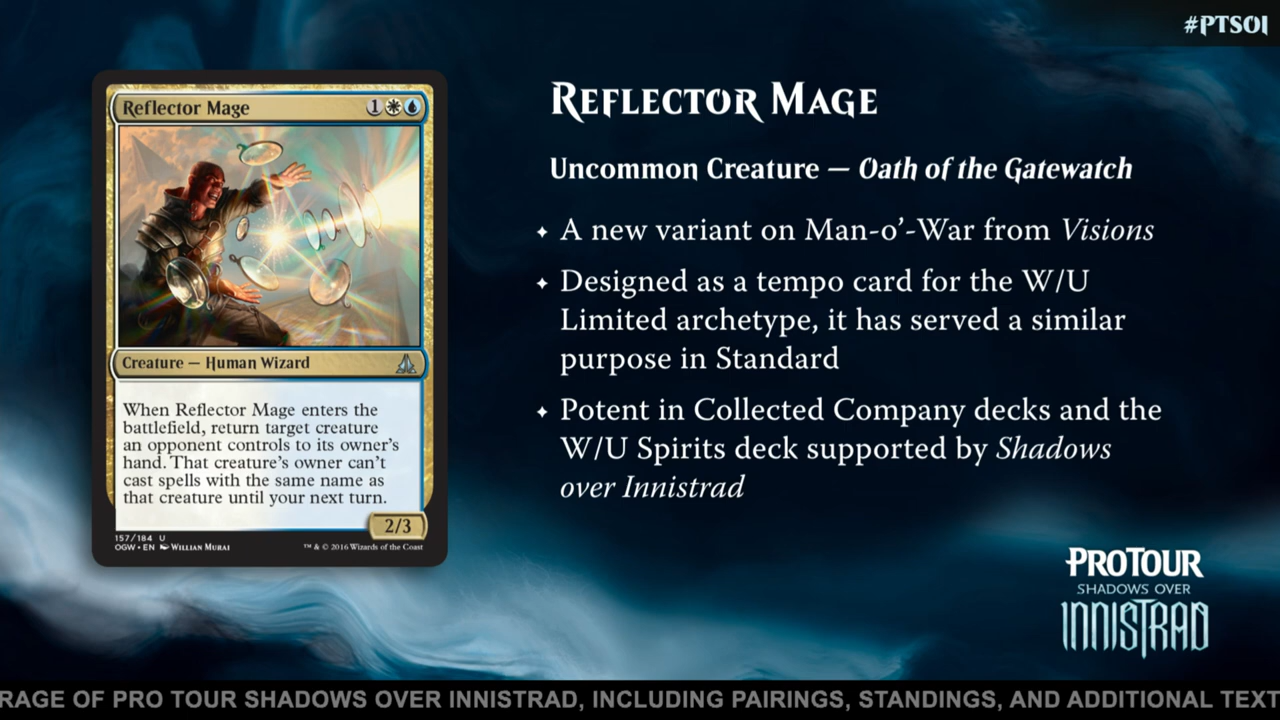 #PTSOI
Reflector Mage
1
Creature — Human Wizard
When Reflector Mage enters the
battlefield, return target creature
an opponent controls to its owner's
hand. That creature's owner can't
cast spells with the same name as
that creature until your next turn.
2/3
157/184 U
OGW • EN Willian Murai
™ & © 2016 Wizards of the Coast
Reflector Mage
Uncommon Creature — Oath of the Gatewatch
A new variant on Man-o'-War from Visions
Designed as a tempo card for the W/U
Limited archetype, it has served a similar
purpose in Standard
Potent in Collected Company decks and the
W/U Spirits deck supported by Shadows
over Innistrad
PRO TOUR
SHADOWS OVER
INNISTRAD
RAGE OF PRO TOUR SHADOWS OVER INNISTRAD, INCLUDING PAIRINGS, STANDINGS, AND ADDITIONAL TEXT